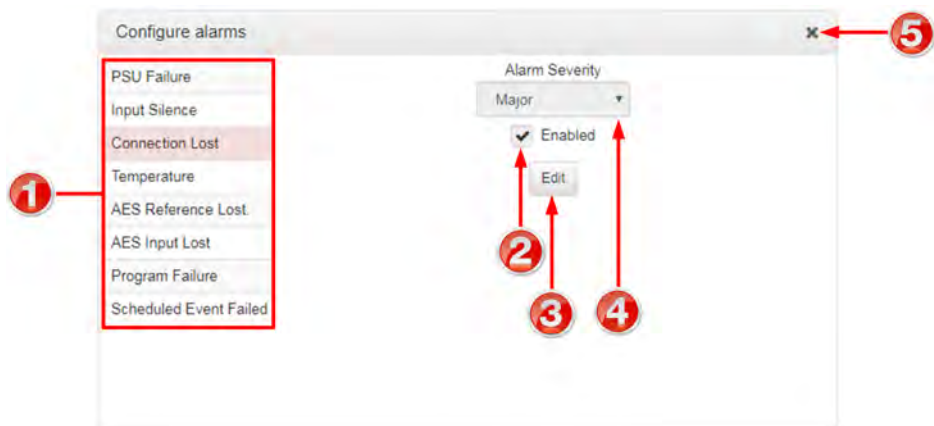 Configure alarms
5
PSU Failure
Input Silence
Connection Lost
Temperature
AES Reference Lost.
AES Input Lost
Program Failure
Scheduled Event Failed
1
Alarm Severity
Major
Enabled
Edit
2
3
4